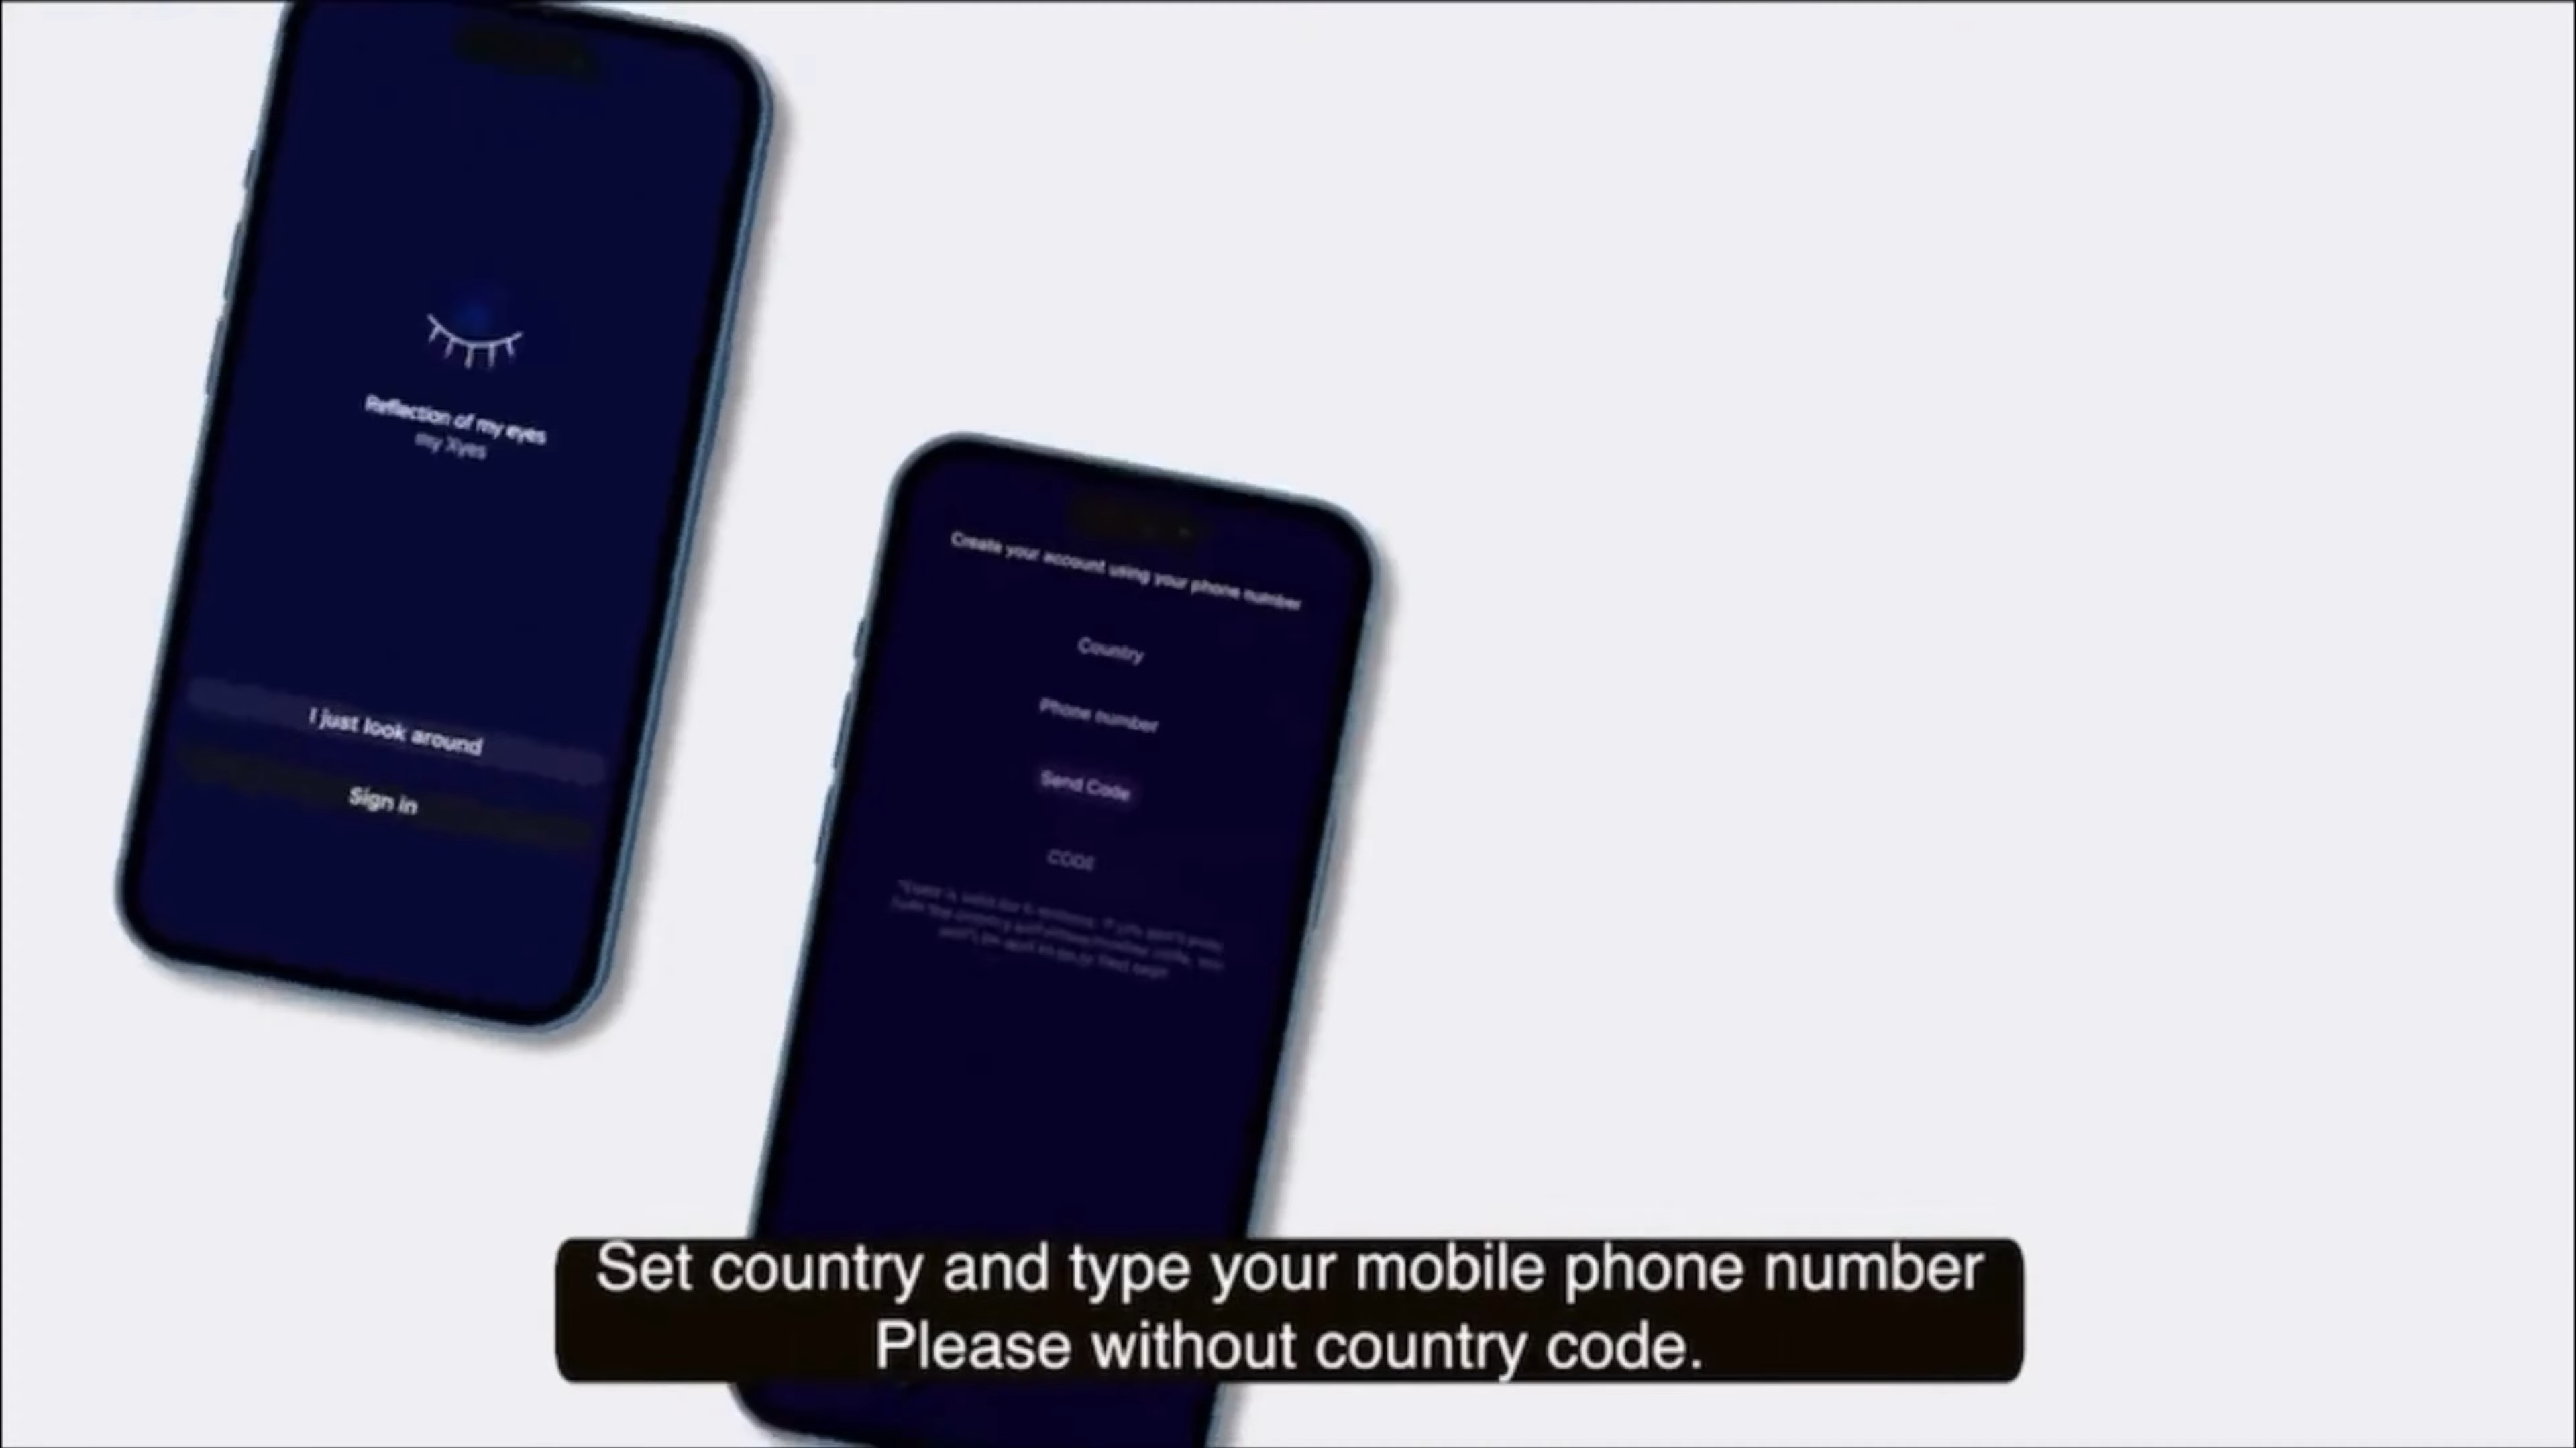 Reflection of my eyes
my Xyes
I just look around
Sign in
Create your account using your phone number
Country
Phone number
Send Code
CODE
Set country and type your mobile phone number
Please without country code.